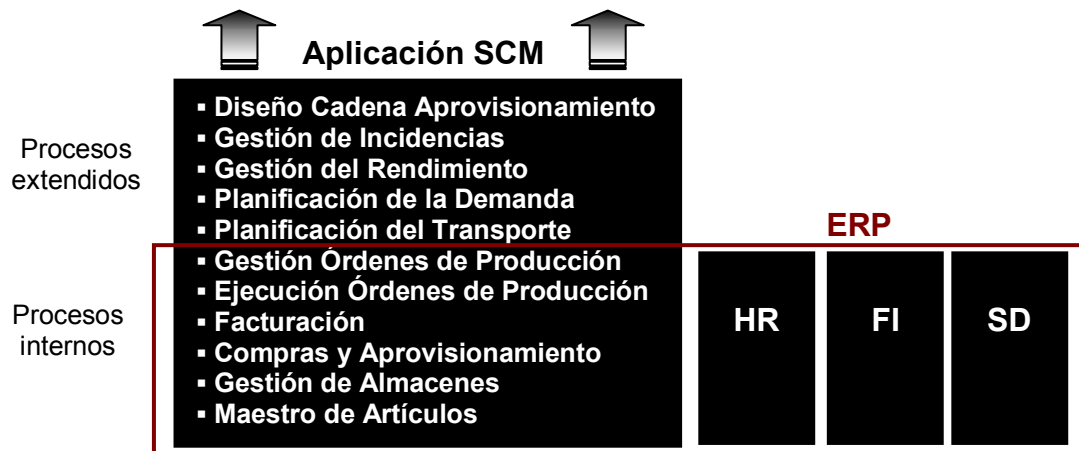 Aplicación SCM
Procesos
extendidos
▪ Diseño Cadena Aprovisionamiento
▪ Gestión de Incidencias
▪ Gestión del Rendimiento
▪ Planificación de la Demanda
▪ Planificación del Transporte
ERP
Procesos
internos
▪ Gestión Órdenes de Producción
▪ Ejecución Órdenes de Producción
▪ Facturación
▪ Compras y Aprovisionamiento
▪ Gestión de Almacenes
▪ Maestro de Artículos
HR
FI
SD